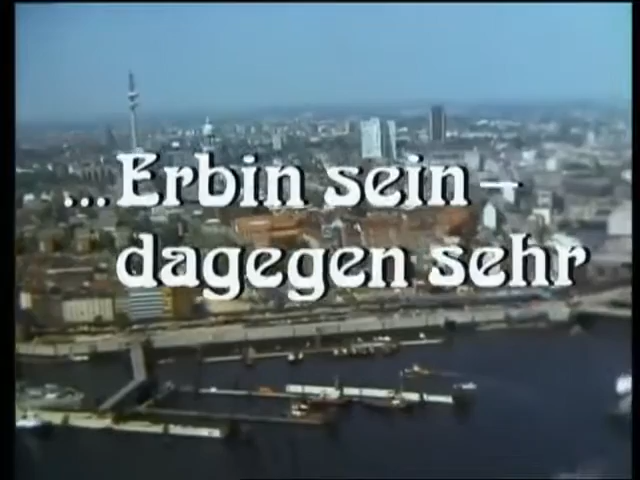 ...Erbin sein –
dagegen sehr